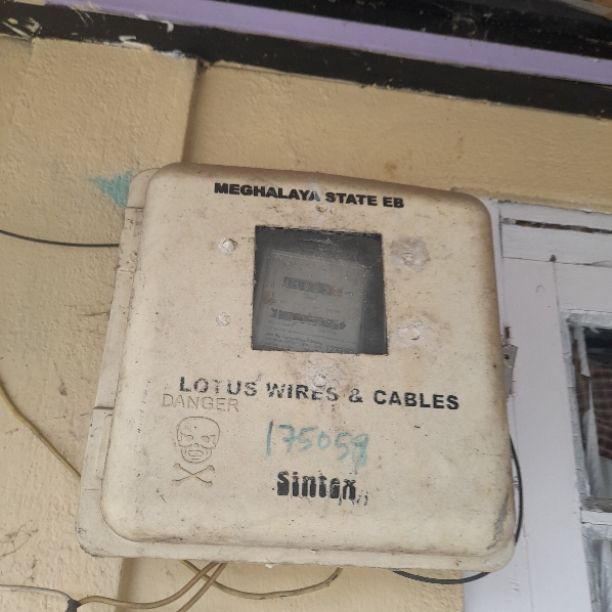 MEGHALAYA STATE EB
LOTUS WIRES & CABLES
DANGER
175059
Sintex